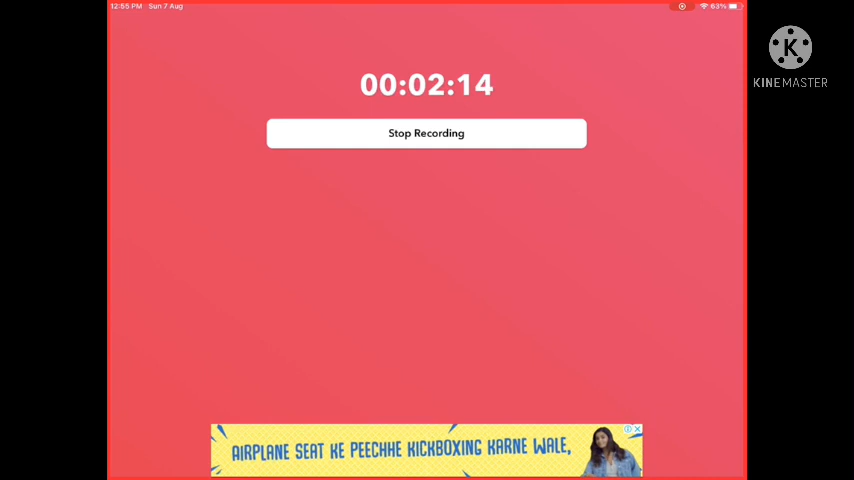 12:55 PM Sun 7 Aug
63%
K
KINEMASTER
00:02:14
Stop Recording
AIRPLANE SEAT KE PEECHHE KICKBOXING KARNE WALE,